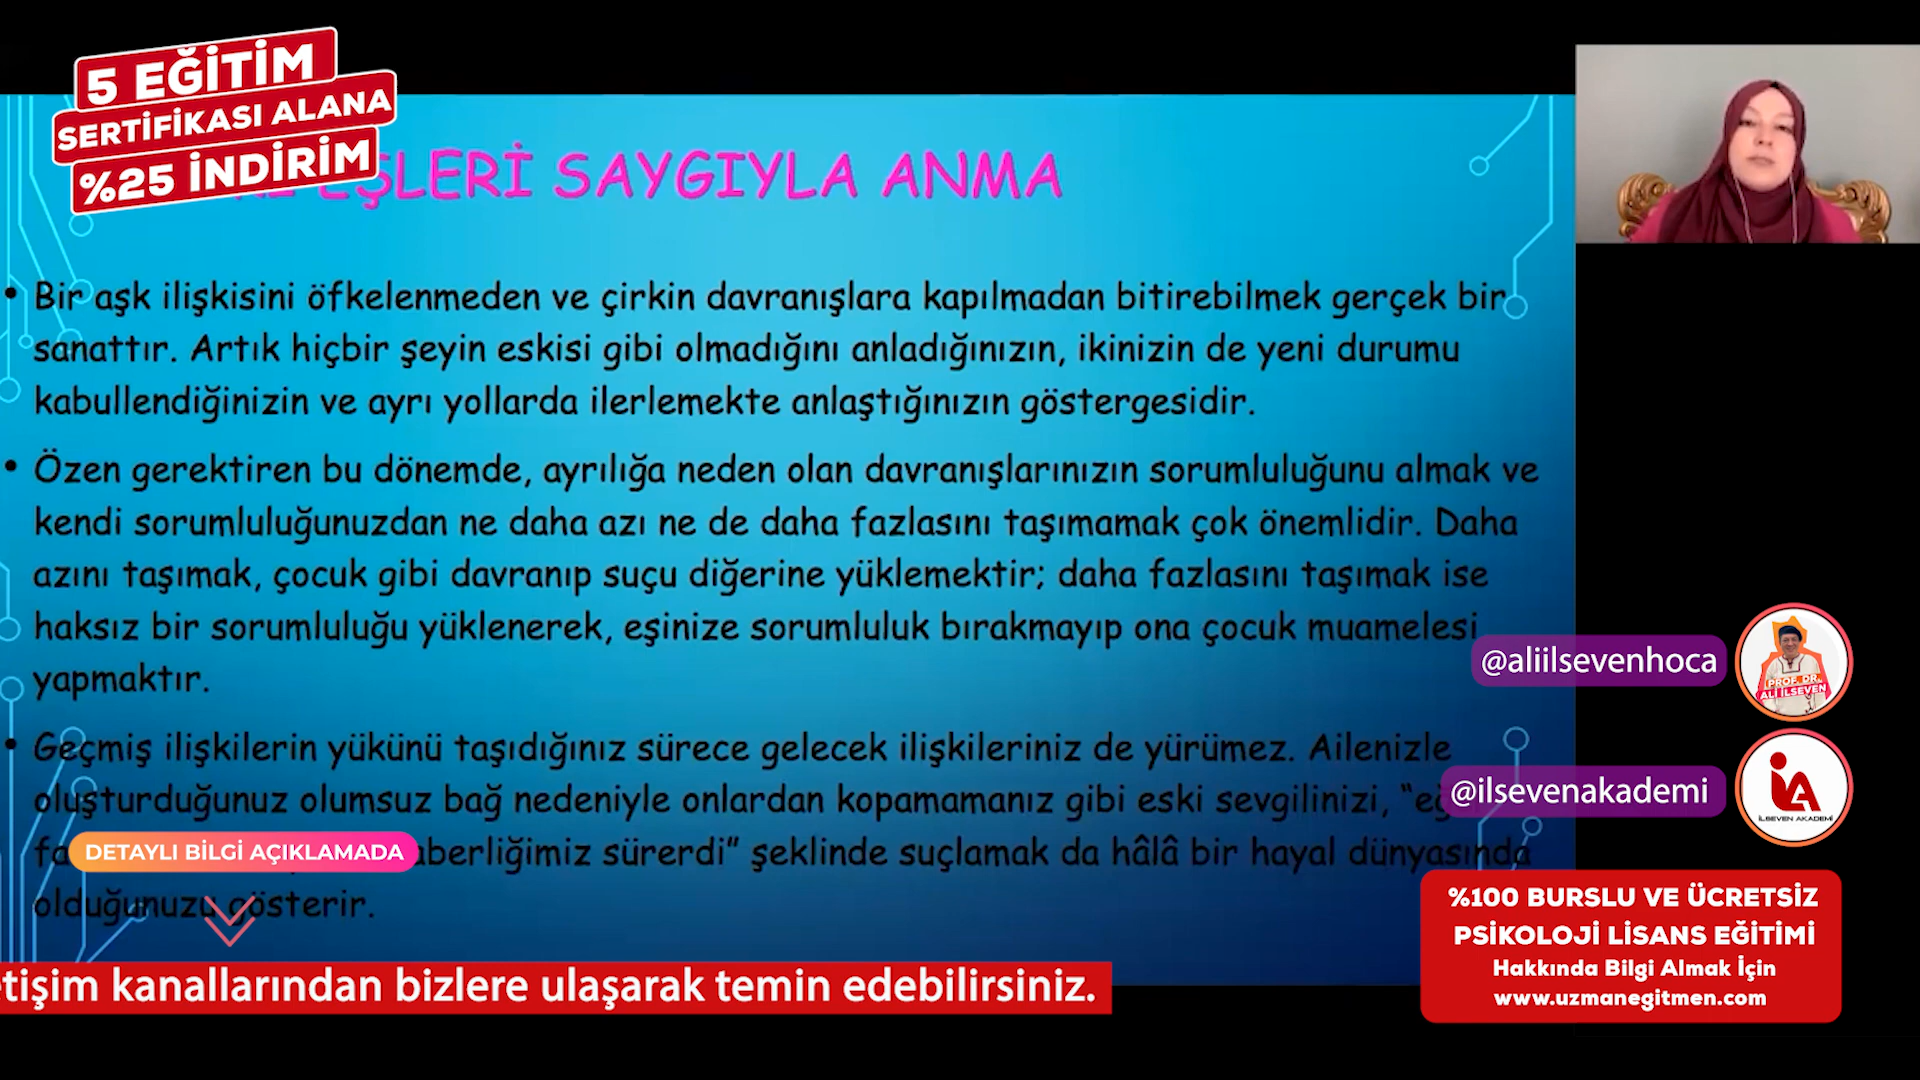 5 EĞİTİM
SERTİFİKASI ALANA
%25 İNDİRİM
EŞLERİ SAYGIYLA ANMA
• Bir aşk ilişkisini öfkelenmeden ve çirkin davranışlara kapılmadan bitirebilmek gerçek bir
sanattır. Artık hiçbir şeyin eskisi gibi olmadığını anladığınızın, ikinizin de yeni durumu
kabullendiğinizin ve ayrı yollarda ilerlemekte anlaştığınızın göstergesidir.
• Özen gerektiren bu dönemde, ayrılığa neden olan davranışlarınızın sorumluluğunu almak ve
kendi sorumluluğunuzdan ne daha azı ne de daha fazlasını taşımamak çok önemlidir. Daha
azını taşımak, çocuk gibi davranıp suçu diğerine yüklemektir; daha fazlasını taşımak ise
haksız bir sorumluluğu yüklenerek, eşinize sorumluluk bırakmayıp ona çocuk muamelesi
yapmaktır.
• Geçmiş ilişkilerin yükünü taşıdığınız sürece gelecek ilişkileriniz de yürümez. Ailenizle
oluşturduğunuz olumsuz bağ nedeniyle onlardan kopamamanız gibi eski sevgilinizi,
aberliğimiz sürerdi” şeklinde suçlamak da hâlâ bir hayal dünyasında
olduğunuzu gösterir.
DETAYLI BİLGİ AÇIKLAMADA
tişim kanallarından bizlere ulaşarak temin edebilirsiniz.
@aliilsevenhoca
PROF. DR.
ALİ İLSEVEN
@ilsevenakademi
İLSEVEN AKADEMİ
%100 BURSLU VE ÜCRETSİZ
PSİKOLOJİ LİSANS EĞİTİMİ
Hakkında Bilgi Almak İçin
www.uzmanegitmen.com